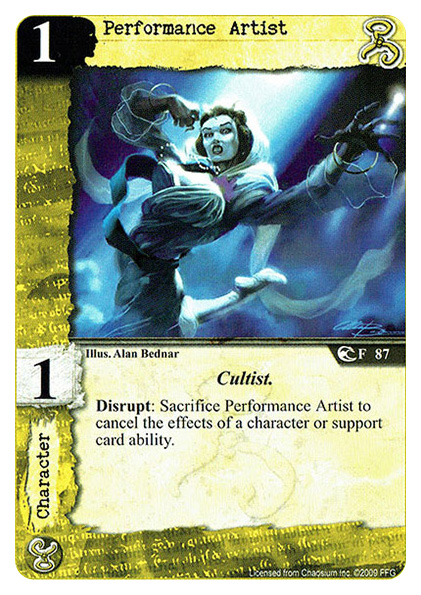 1
Performance Artist
Illus. Alan Bednar
F 87
1
Cultist.
Disrupt: Sacrifice Performance Artist to
cancel the effects of a character or support
card ability.
Character
Licensed from Chaosium Inc. ©2009 FFG